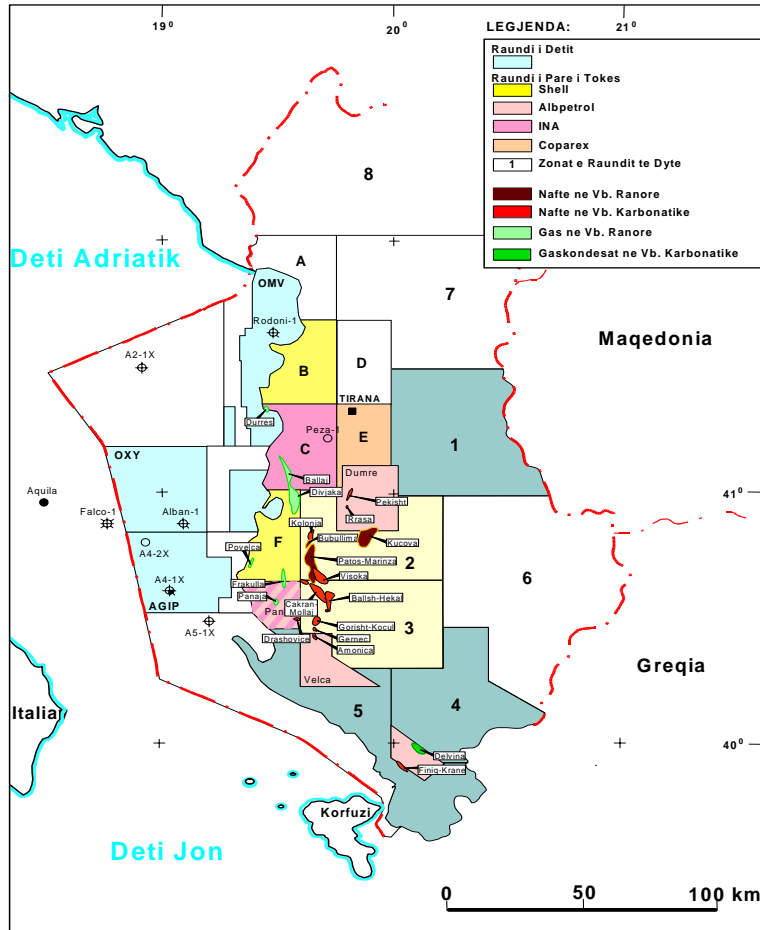 19⁰
20⁰
21⁰
LEGJENDA:
Raundi i Detit
Raundi i Pare i Tokes
Shell
Albpetrol
INA
Coparex
1 Zonat e Raundit te Dyte
Nafte ne Vb. Ranore
Nafte ne Vb. Karbonatike
Gas ne Vb. Ranore
Gaskondesat ne Vb. Karbonatike
8
Deti Adriatik
A
OMV
7
Rodoni-1
Maqedonia
A2-1X
B
D
TIRANA
Durres
Peza-1
E
1
C
OXY
Dumre
Ballaj
Aquila
Divjaka
Pekisht
41⁰
Falco-1
Alban-1
Rrasa
Kolonja
Bubullima
Kucova
F
Povelca
A4-2X
Patos-Marinza
2
6
Visoka
A4-1X
Frakulla
Panaja
Pan
Cakran-
Mollaj
Ballsh-Hekal
AGIP
A5-1X
Gorisht-Kocul
3
Drashovice
Gernec
Amonica
Greqia
Velca
Italia
5
4
40⁰
Delvina
Finiq-Krane
Korfuzi
Deti Jon
0
50
100 km